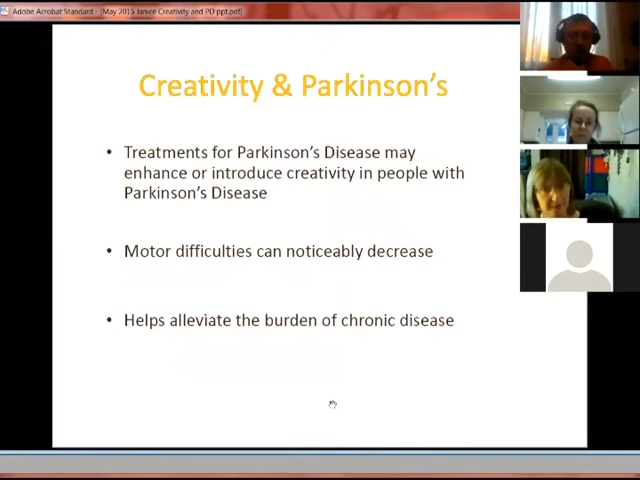 Adobe Acrobat Standard - [May 2015 Janice Creativity and PD ppt.pdf]
Creativity & Parkinson's
• Treatments for Parkinson's Disease may
enhance or introduce creativity in people with
Parkinson's Disease
• Motor difficulties can noticeably decrease
• Helps alleviate the burden of chronic disease